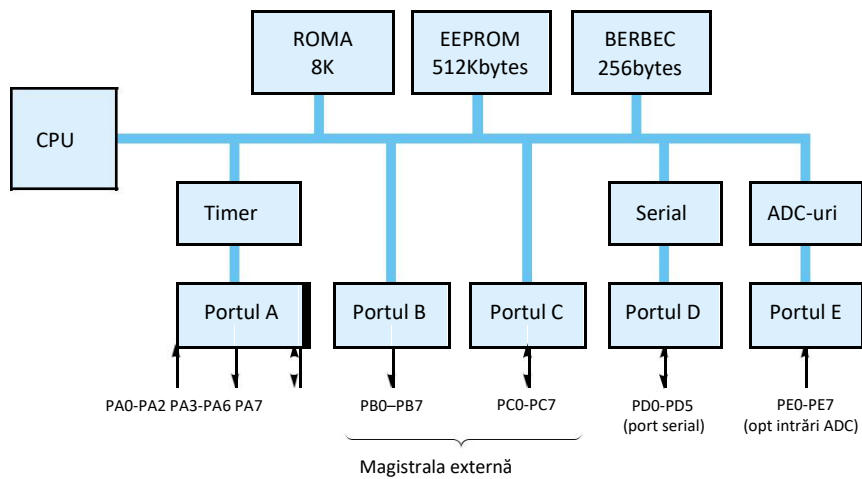 ROMA
8K
EEPROM
512Kbytes
BERBEC
256bytes
CPU
Timer
Serial
ADC-uri
Portul A
Portul B
Portul C
Portul D
Portul E
PA0-PA2 PA3-PA6 PA7
PB0–PB7
PC0-PC7
PD0-PD5
(port serial)
PE0-PE7
(opt intrări ADC)
Magistrala externă